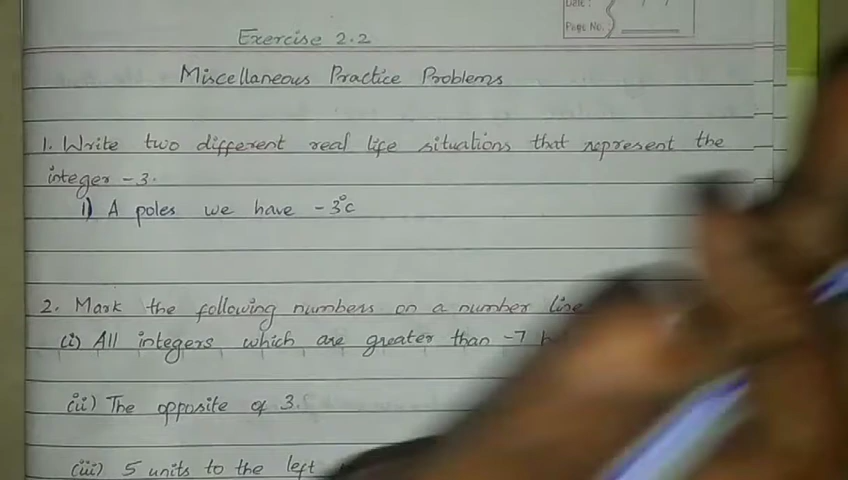 Date:
Page No.
Exercise 2.2
Miscellaneous Practice Problems
1. Write two different real life situations that represent the
integer -3.
i) A poles we have -3°c
2. Mark the following numbers on a number line
(i) All integers which are greater than -7
(ii) The opposite of 3.
(iii) 5 units to the left